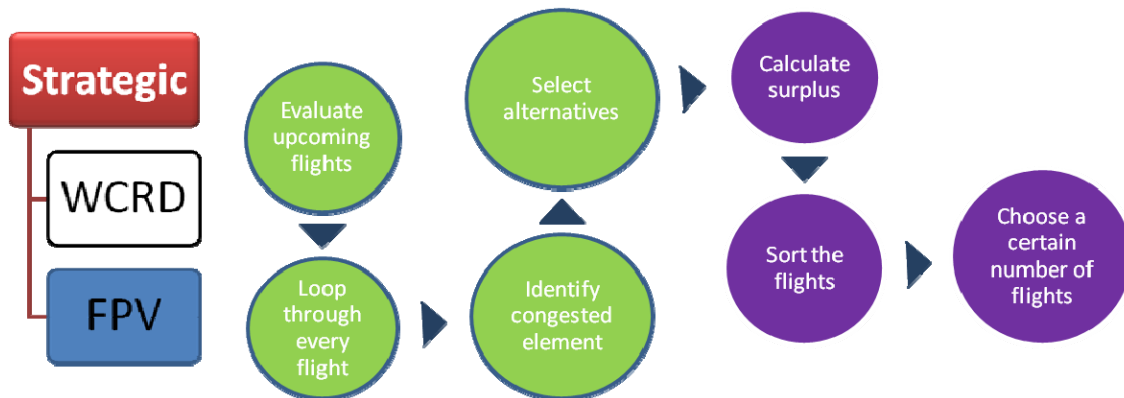 Strategic
WCRD
FPV
Evaluate
upcoming
flights
Loop
through
every
flight
Identify
congested
element
Select
alternatives
Calculate
surplus
Sort the
flights
Choose a
certain
number of
flights